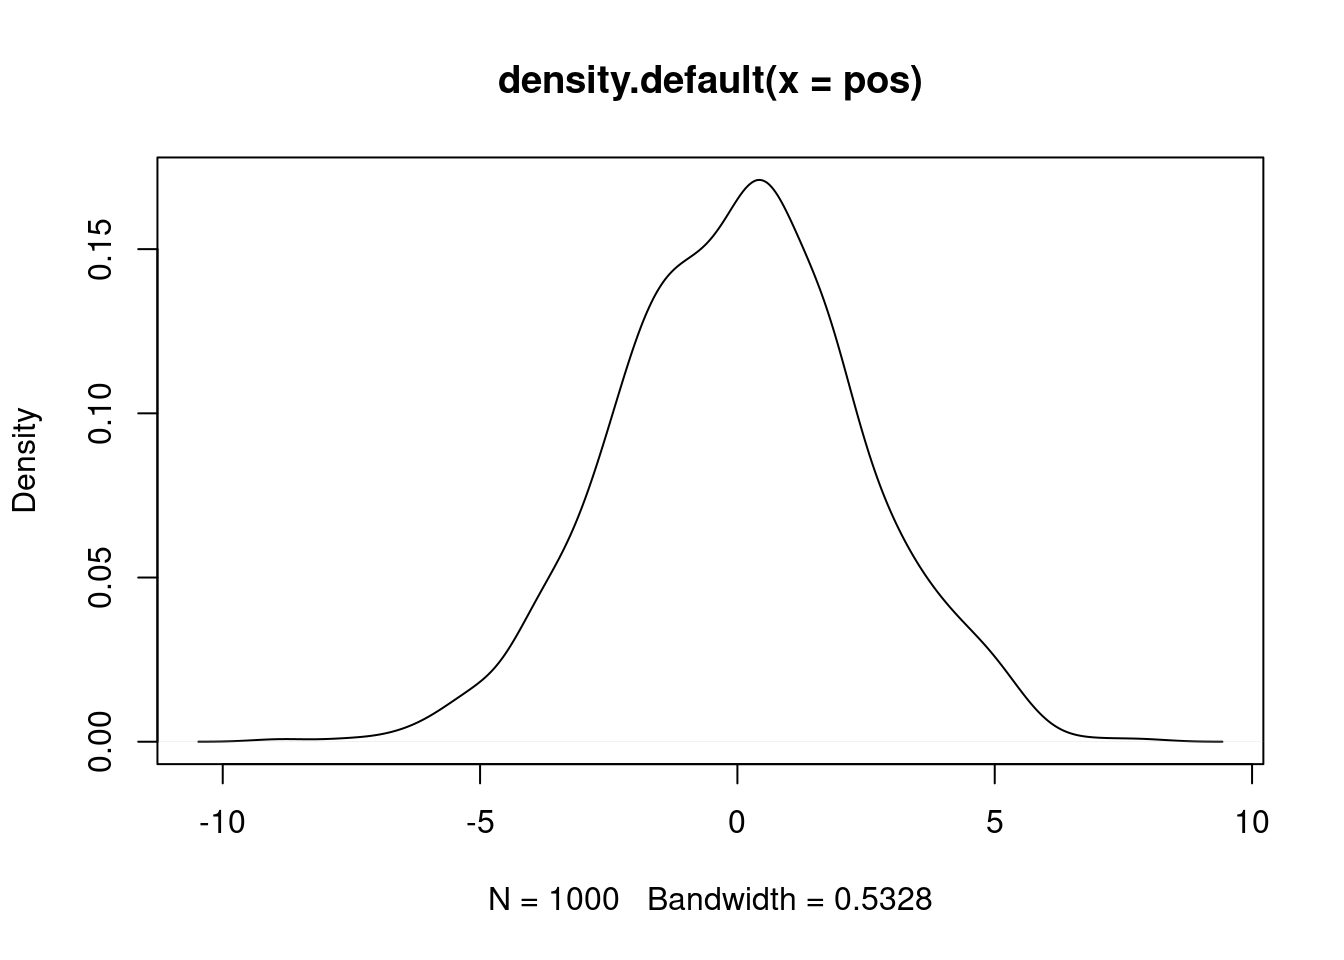 density.default(x = pos)
Density
0.15
0.10
0.05
0.00
-10 -5 0 5 10
N = 1000 Bandwidth = 0.5328